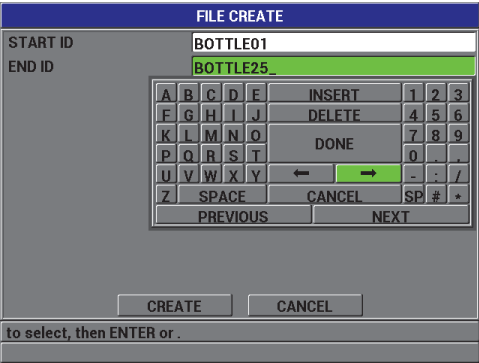 FILE CREATE
START ID BOTTLE01
END ID BOTTLE25_
A B C D E INSERT 1 2 3
F G H I J DELETE 4 5 6
K L M N O DONE 7 8 9
P Q R S T 0 . ,
U V W X Y ← → - : /
Z SPACE CANCEL SP # *
PREVIOUS NEXT
CREATE CANCEL
to select, then ENTER or .